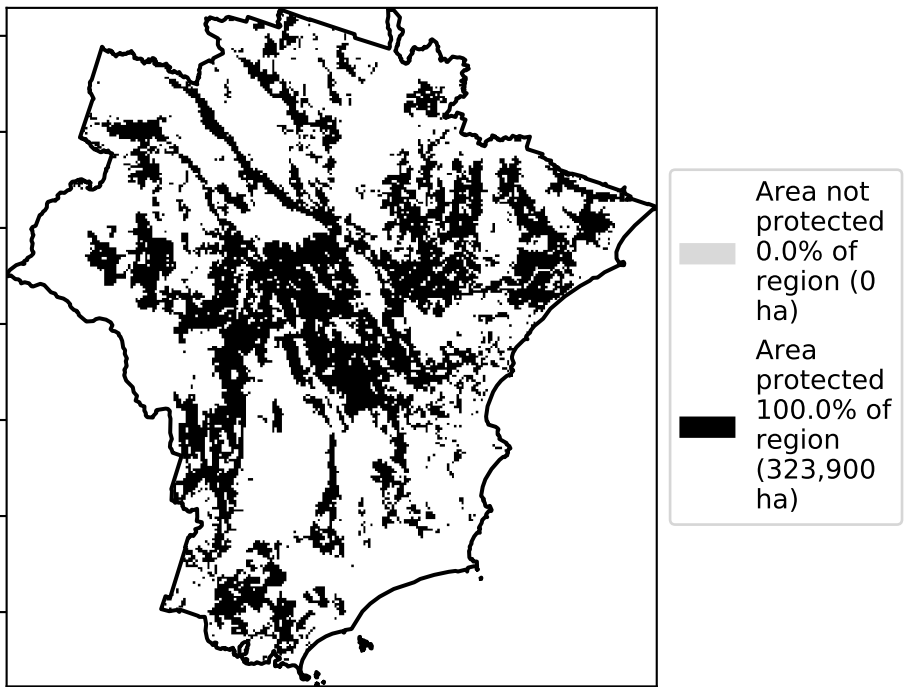 Area not
protected
0.0% of
region (0
ha)
Area
protected
100.0% of
region
(323,900
ha)